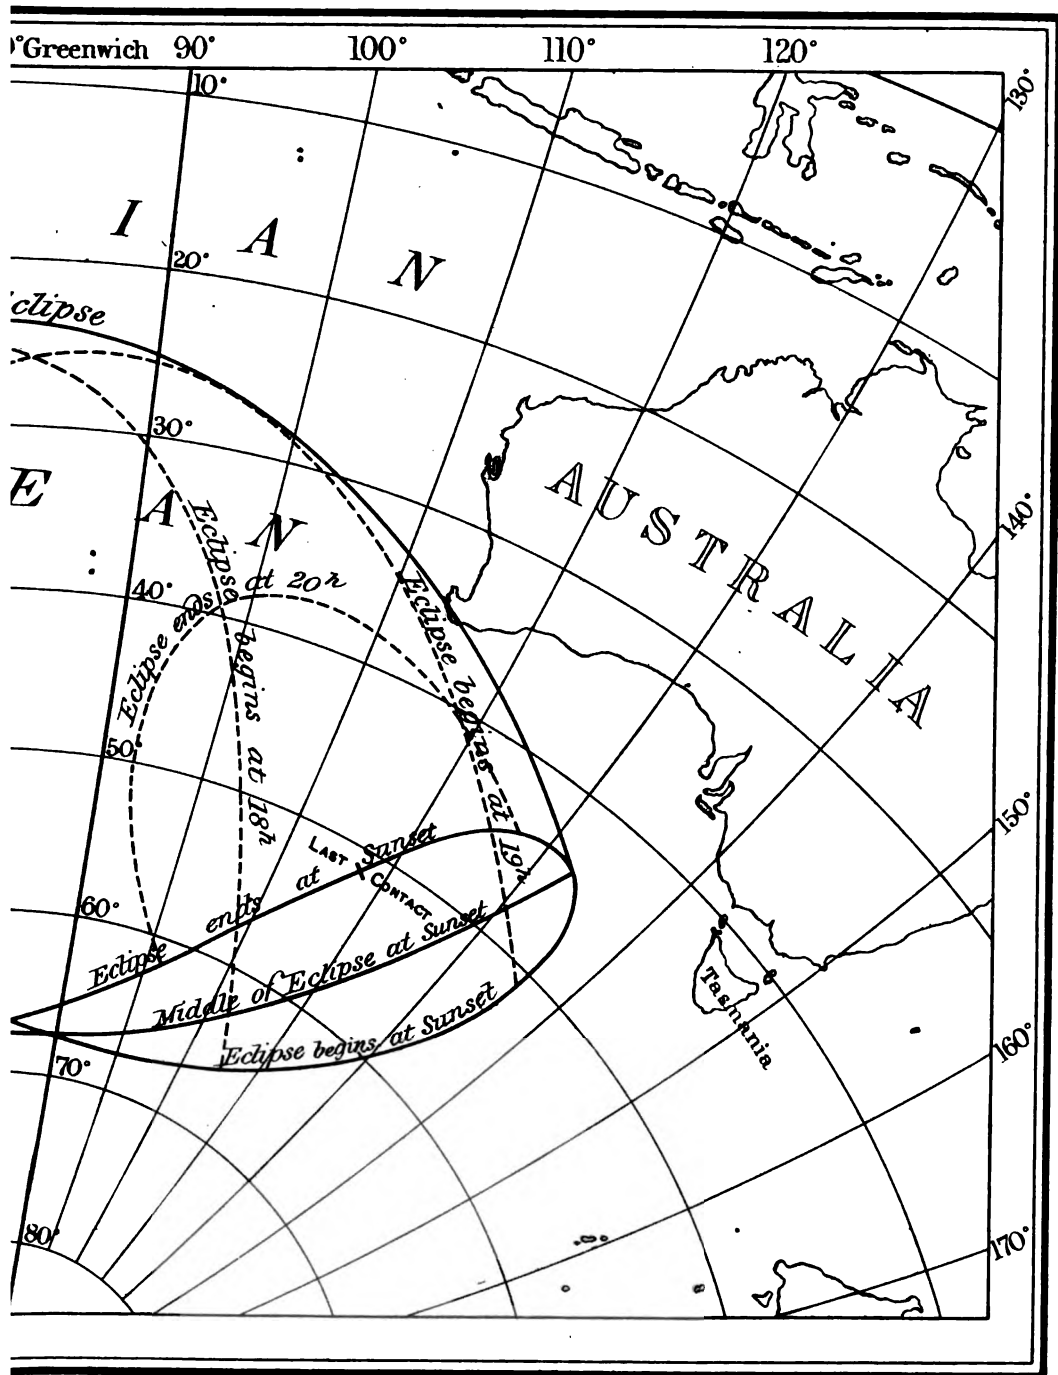 0°Greenwich 90° 100° 110° 120°
130°
10°
I A N
20°
clipse
30°
E A N
AUSTRALIA
140°
40°
Eclipse ends at 20h
Eclipse begins at 18h
Eclipse begins at 19h
50°
150°
LAST CONTACT
Eclipse ends at Sunset
60°
Middle of Eclipse at Sunset
Eclipse begins at Sunset
Tasmania
160°
70°
80°
170°